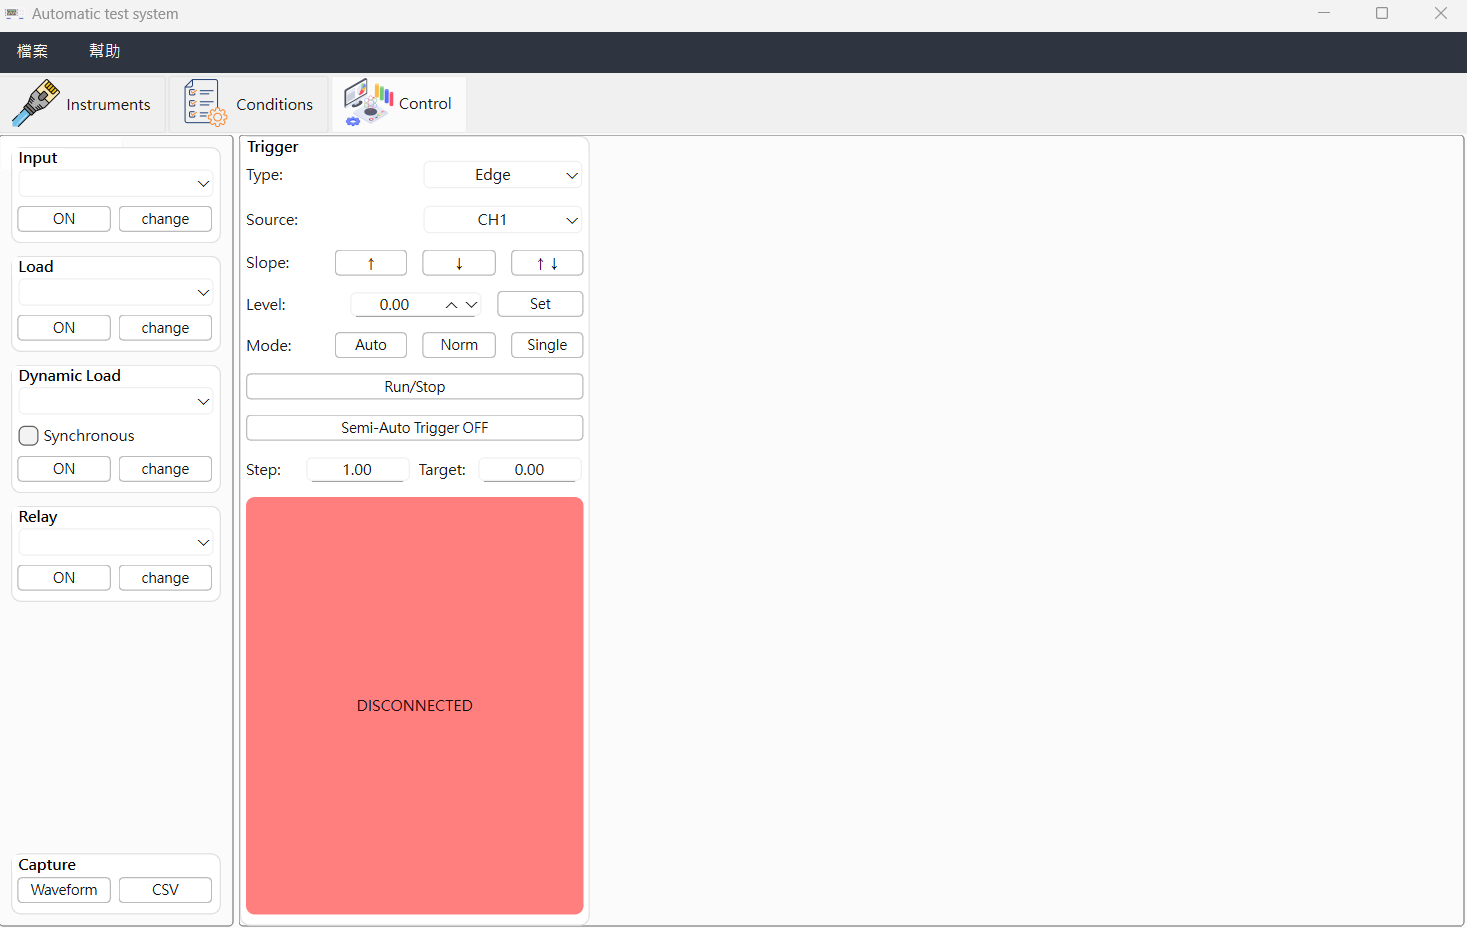 Automatic test system
檔案 幫助
Instruments Conditions Control
Input
ON change
Load
ON change
Dynamic Load
Synchronous
ON change
Relay
ON change
Capture
Waveform CSV
Trigger
Type: Edge
Source: CH1
Slope: ↑ ↓ ↑ ↓
Level: 0.00 Set
Mode: Auto Norm Single
Run/Stop
Semi-Auto Trigger OFF
Step: 1.00 Target: 0.00
DISCONNECTED